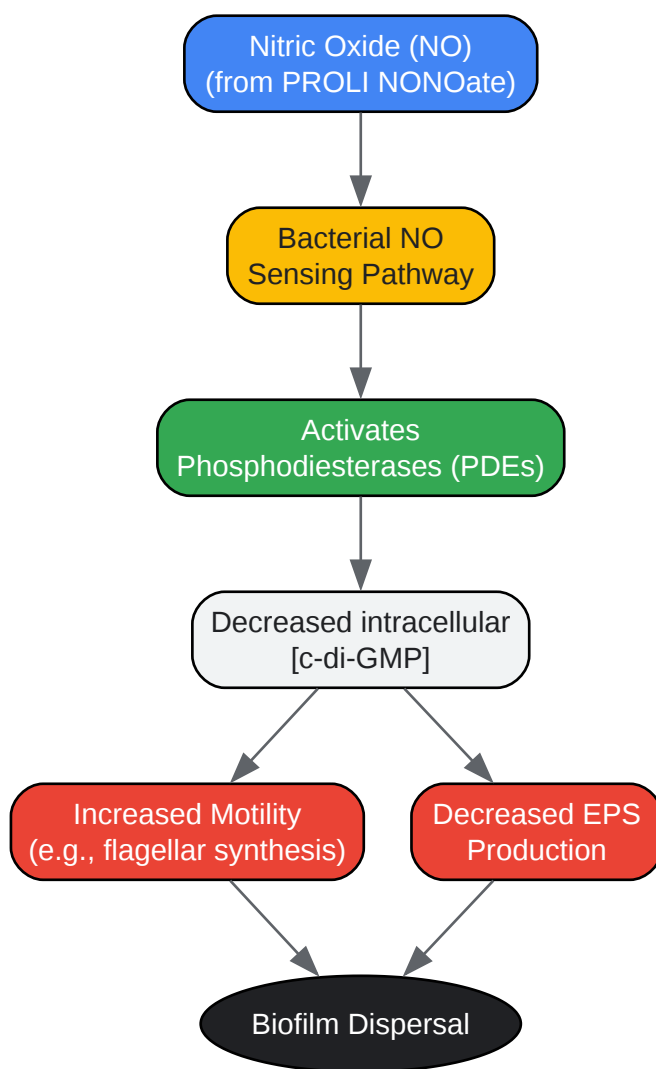 Nitric Oxide (NO)
(from PROLI NONOate)
Bacterial NO
Sensing Pathway
Activates
Phosphodiesterases (PDEs)
Decreased intracellular
[c-di-GMP]
Increased Motility
(e.g., flagellar synthesis)
Decreased EPS
Production
Biofilm Dispersal